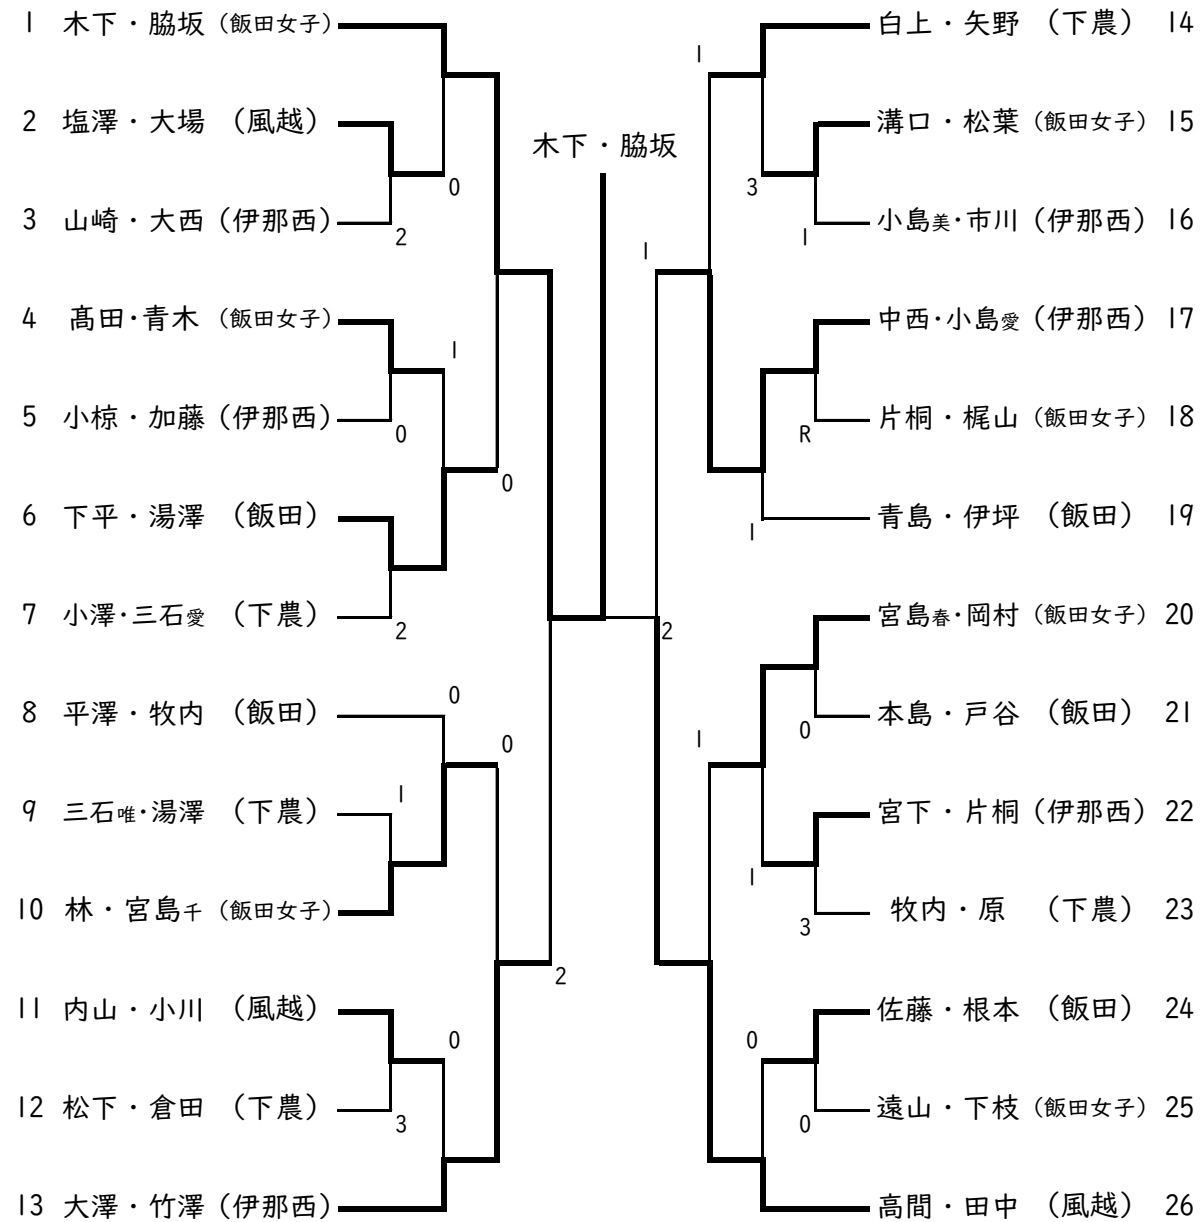 1 木下・脇坂（飯田女子）
2 塩澤・大場（風越）
3 山崎・大西（伊那西）
4 髙田・青木（飯田女子）
5 小椋・加藤（伊那西）
6 下平・湯澤（飯田）
7 小澤・三石愛（下農）
8 平澤・牧内（飯田）
9 三石唯・湯澤（下農）
10 林・宮島千（飯田女子）
11 内山・小川（風越）
12 松下・倉田（下農）
13 大澤・竹澤（伊那西）
0
2
1
0
0
2
0
0
1
2
0
3
木下・脇坂
1
2
1
3
1
R
1
1
0
1
3
0
0
白上・矢野（下農）14
溝口・松葉（飯田女子）15
小島美・市川（伊那西）16
中西・小島愛（伊那西）17
片桐・梶山（飯田女子）18
青島・伊坪（飯田）19
宮島春・岡村（飯田女子）20
本島・戸谷（飯田）21
宮下・片桐（伊那西）22
牧内・原（下農）23
佐藤・根本（飯田）24
遠山・下枝（飯田女子）25
高間・田中（風越）26